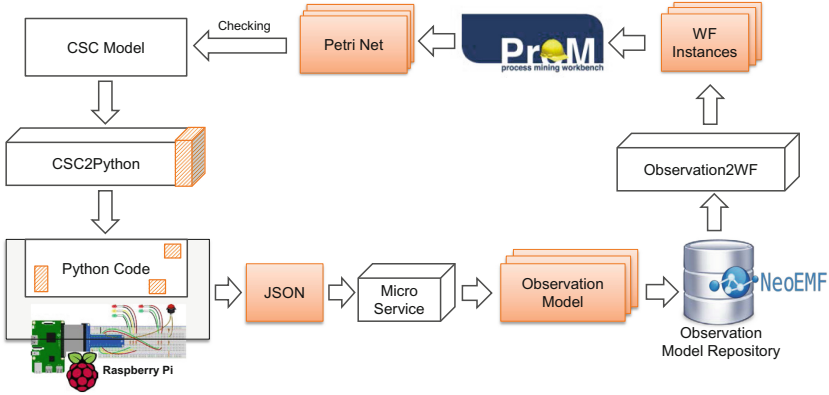 CSC Model
Checking
Petri Net
ProM
process mining workbench
WF
Instances
CSC2Python
Observation2WF
Python Code
JSON
Micro
Service
Observation
Model
NeoEMF
Observation
Model Repository
Raspberry Pi